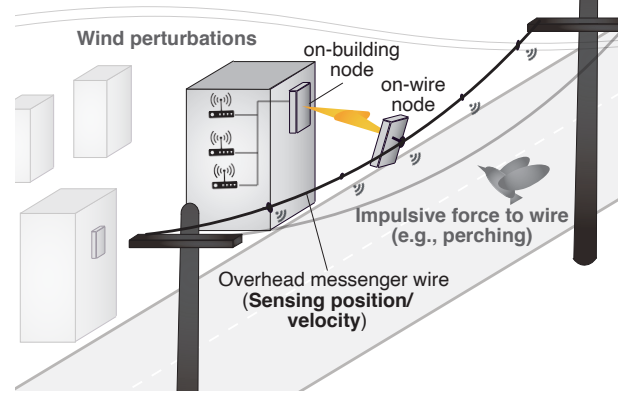 Wind perturbations
on-building
node
on-wire
node
Impulsive force to wire
(e.g., perching)
Overhead messenger wire
(Sensing position/
velocity)